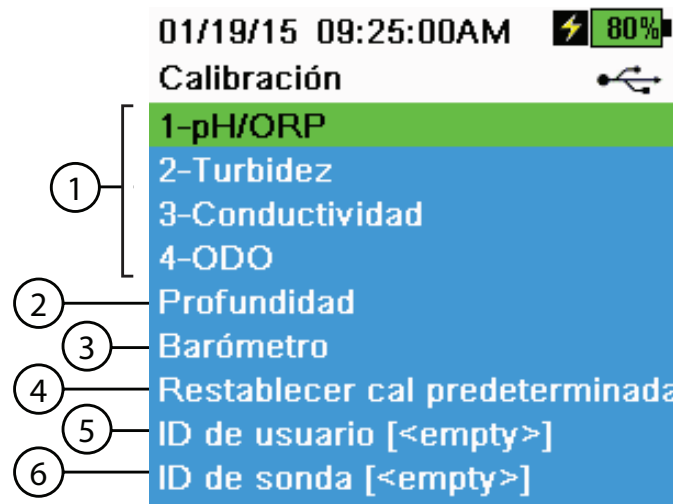 01/19/15 09:25:00AM 80%
Calibración
1-pH/ORP
2-Turbidez
1
3-Conductividad
4-ODO
2 Profundidad
3 Barómetro
4 Restablecer cal predeterminada
5 ID de usuario [<empty>]
6 ID de sonda [<empty>]